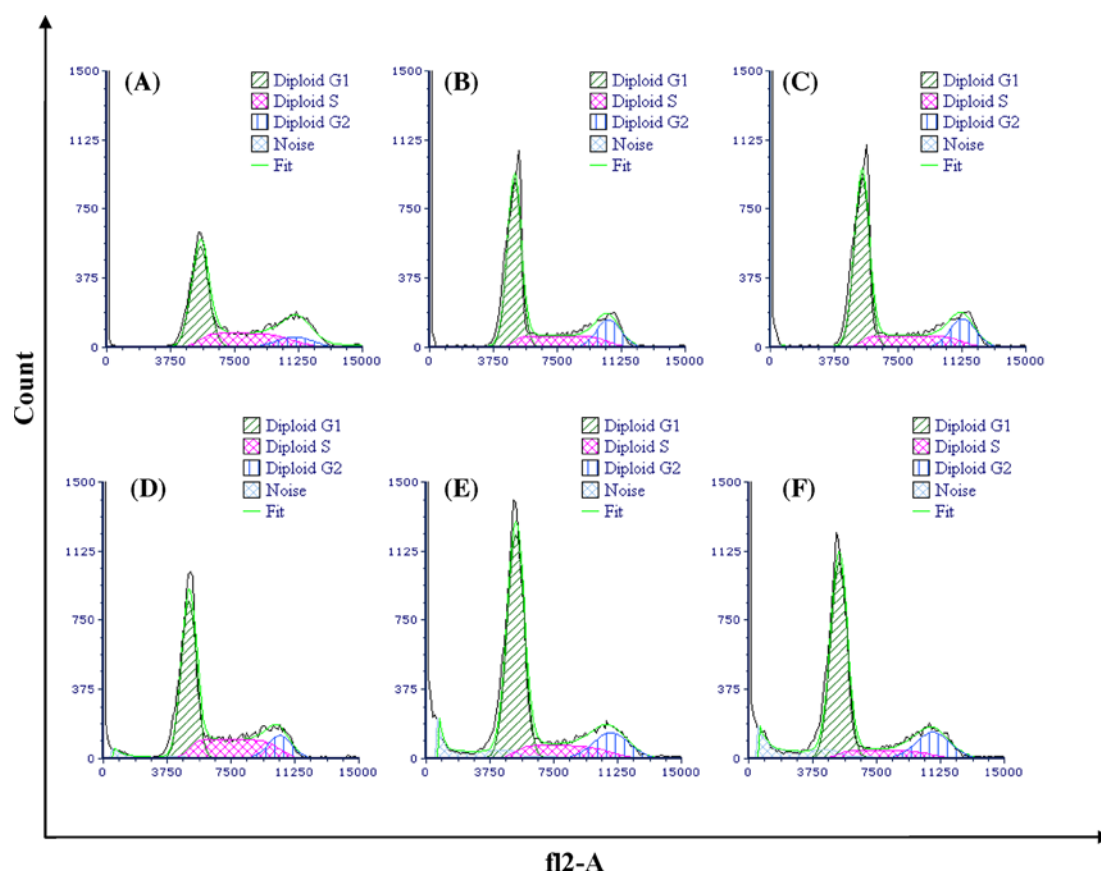 (A)
Diploid G1
Diploid S
Diploid G2
Noise
Fit
1500
1125
750
375
0
0 3750 7500 11250 15000
(B)
Diploid G1
Diploid S
Diploid G2
Noise
Fit
1500
1125
750
375
0
0 3750 7500 11250 15000
(C)
Diploid G1
Diploid S
Diploid G2
Noise
Fit
1500
1125
750
375
0
0 3750 7500 11250 15000
Count
(D)
Diploid G1
Diploid S
Diploid G2
Noise
Fit
1500
1125
750
375
0
0 3750 7500 11250 15000
(E)
Diploid G1
Diploid S
Diploid G2
Noise
Fit
1500
1125
750
375
0
0 3750 7500 11250 15000
(F)
Diploid G1
Diploid S
Diploid G2
Noise
Fit
1500
1125
750
375
0
0 3750 7500 11250 15000
fl2-A